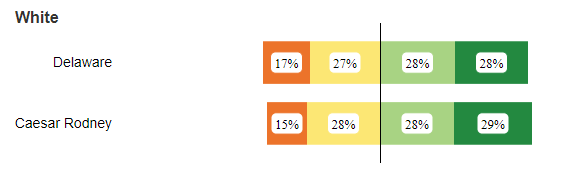 White
Delaware 17% 27% 28% 28%
Caesar Rodney 15% 28% 28% 29%